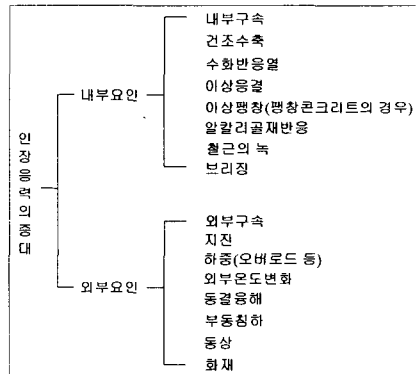 인장응력의증대
내부요인
내부구속
건조수축
수화반응열
이상응결
이상팽창(팽창콘크리트의 경우)
알칼리골재반응
철근의 녹
브리징
외부요인
외부구속
지진
하중(오버로드 등)
외부온도변화
동결융해
부동침하
동상
화재